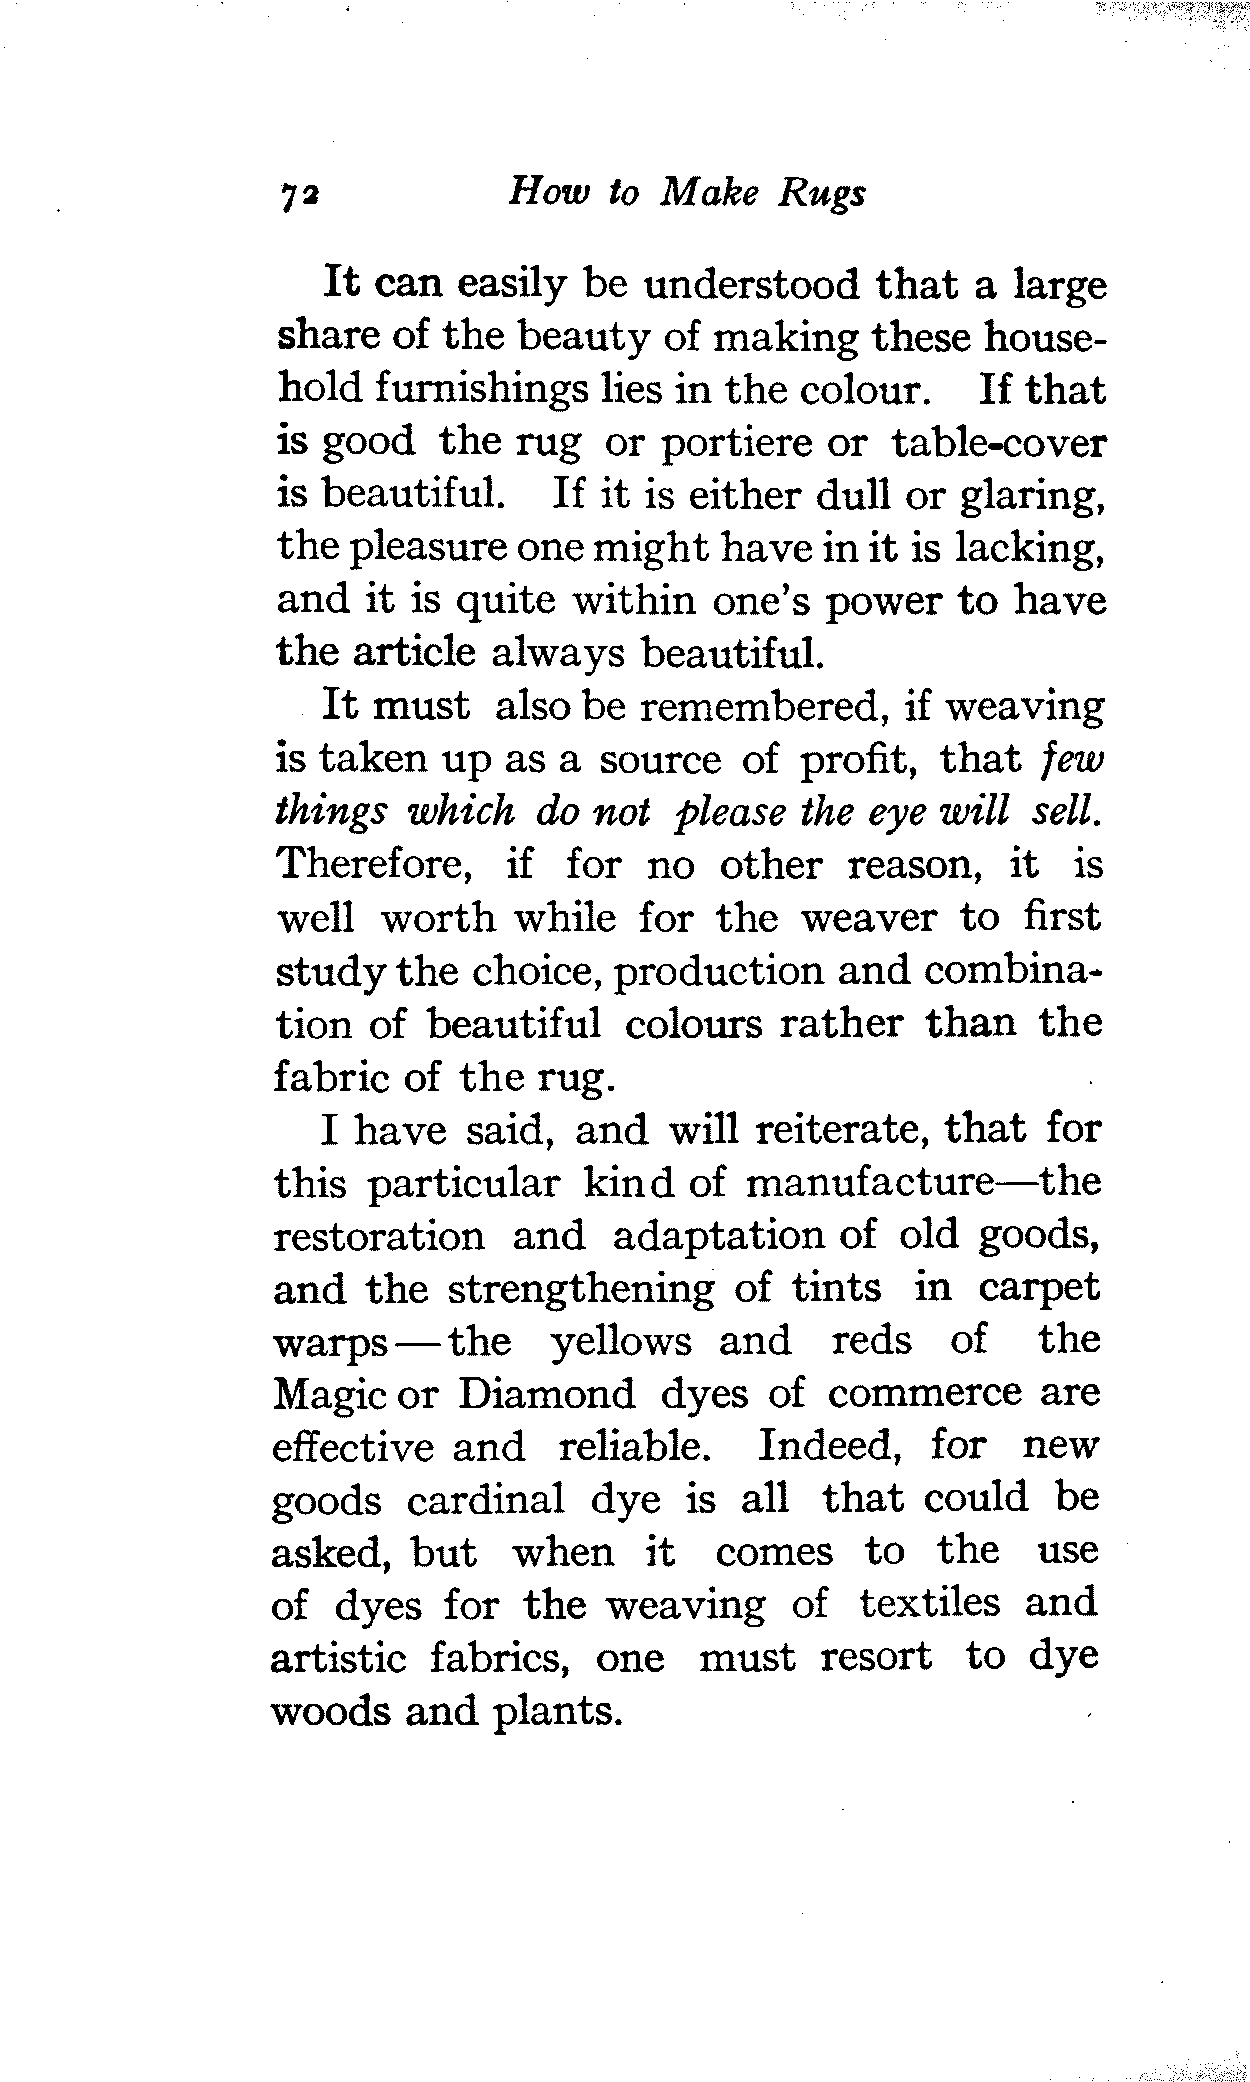 72 How to Make Rugs
It can easily be understood that a large
share of the beauty of making these house-
hold furnishings lies in the colour. If that
is good the rug or portiere or table-cover
is beautiful. If it is either dull or glaring,
the pleasure one might have in it is lacking,
and it is quite within one's power to have
the article always beautiful.
It must also be remembered, if weaving
is taken up as a source of profit, that few
things which do not please the eye will sell.
Therefore, if for no other reason, it is
well worth while for the weaver to first
study the choice, production and combina-
tion of beautiful colours rather than the
fabric of the rug.
I have said, and will reiterate, that for
this particular kind of manufacture—the
restoration and adaptation of old goods,
and the strengthening of tints in carpet
warps—the yellows and reds of the
Magic or Diamond dyes of commerce are
effective and reliable. Indeed, for new
goods cardinal dye is all that could be
asked, but when it comes to the use
of dyes for the weaving of textiles and
artistic fabrics, one must resort to dye
woods and plants.